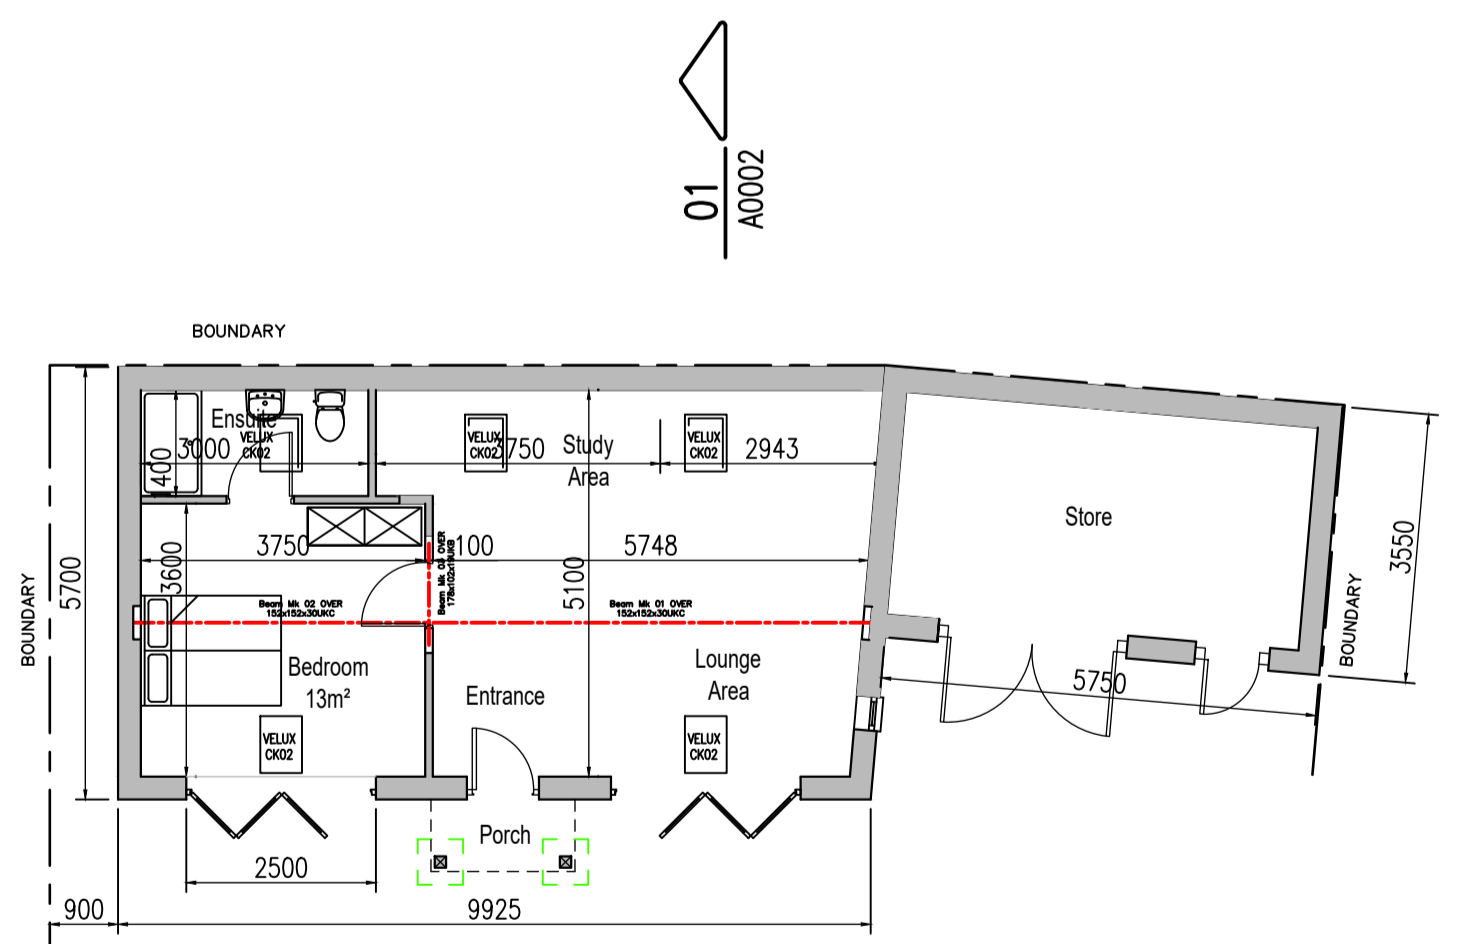 01
A0002
BOUNDARY
Ensuite
VELUX
CK02
3000
400
VELUX
CK02
3750
Study
Area
VELUX
CK02
2943
Store
3550
BOUNDARY
BOUNDARY
5700
3600
3750
100
5748
5100
Beam Mk 03 OVER
178x102x19UKB
Beam Mk 02 OVER
152x152x30UKC
Beam Mk 01 OVER
152x152x30UKC
Bedroom
13m²
Entrance
Lounge
Area
5750
VELUX
CK02
VELUX
CK02
Porch
2500
900
9925